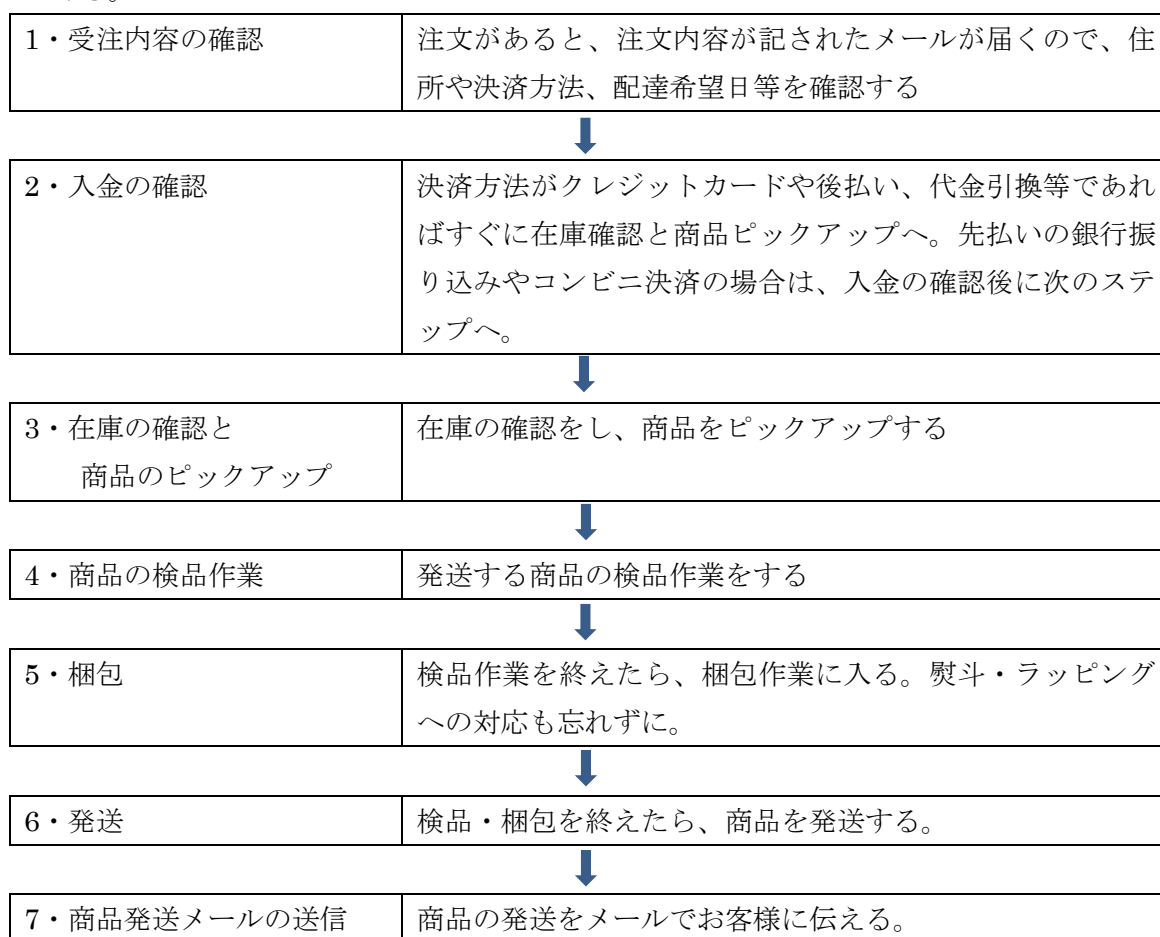 1・受注内容の確認
注文があると、注文内容が記されたメールが届くので、住
所や決済方法、配達希望日等を確認する
2・入金の確認
決済方法がクレジットカードや後払い、代金引換等であれ
ばすぐに在庫確認と商品ピックアップへ。先払いの銀行振
り込みやコンビニ決済の場合は、入金の確認後に次のステ
ップへ。
3・在庫の確認と
商品のピックアップ
在庫の確認をし、商品をピックアップする
4・商品の検品作業
発送する商品の検品作業をする
5・梱包
検品作業を終えたら、梱包作業に入る。熨斗・ラッピング
への対応も忘れずに。
6・発送
検品・梱包を終えたら、商品を発送する。
7・商品発送メールの送信
商品の発送をメールでお客様に伝える。